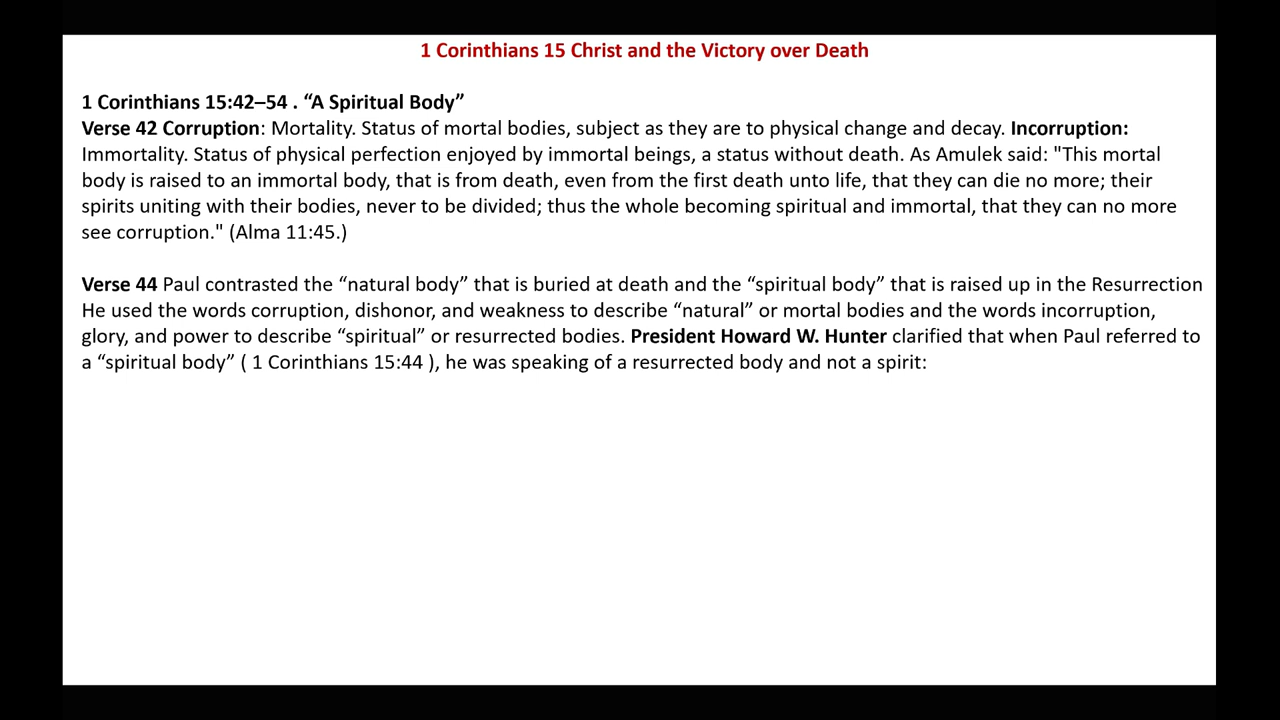 1 Corinthians 15 Christ and the Victory over Death
1 Corinthians 15:42–54 . “A Spiritual Body”
Verse 42 Corruption: Mortality. Status of mortal bodies, subject as they are to physical change and decay. Incorruption:
Immortality. Status of physical perfection enjoyed by immortal beings, a status without death. As Amulek said: "This mortal
body is raised to an immortal body, that is from death, even from the first death unto life, that they can die no more; their
spirits uniting with their bodies, never to be divided; thus the whole becoming spiritual and immortal, that they can no more
see corruption." (Alma 11:45.)
Verse 44 Paul contrasted the “natural body” that is buried at death and the “spiritual body” that is raised up in the Resurrection
He used the words corruption, dishonor, and weakness to describe “natural” or mortal bodies and the words incorruption,
glory, and power to describe “spiritual” or resurrected bodies. President Howard W. Hunter clarified that when Paul referred to
a “spiritual body” ( 1 Corinthians 15:44 ), he was speaking of a resurrected body and not a spirit: